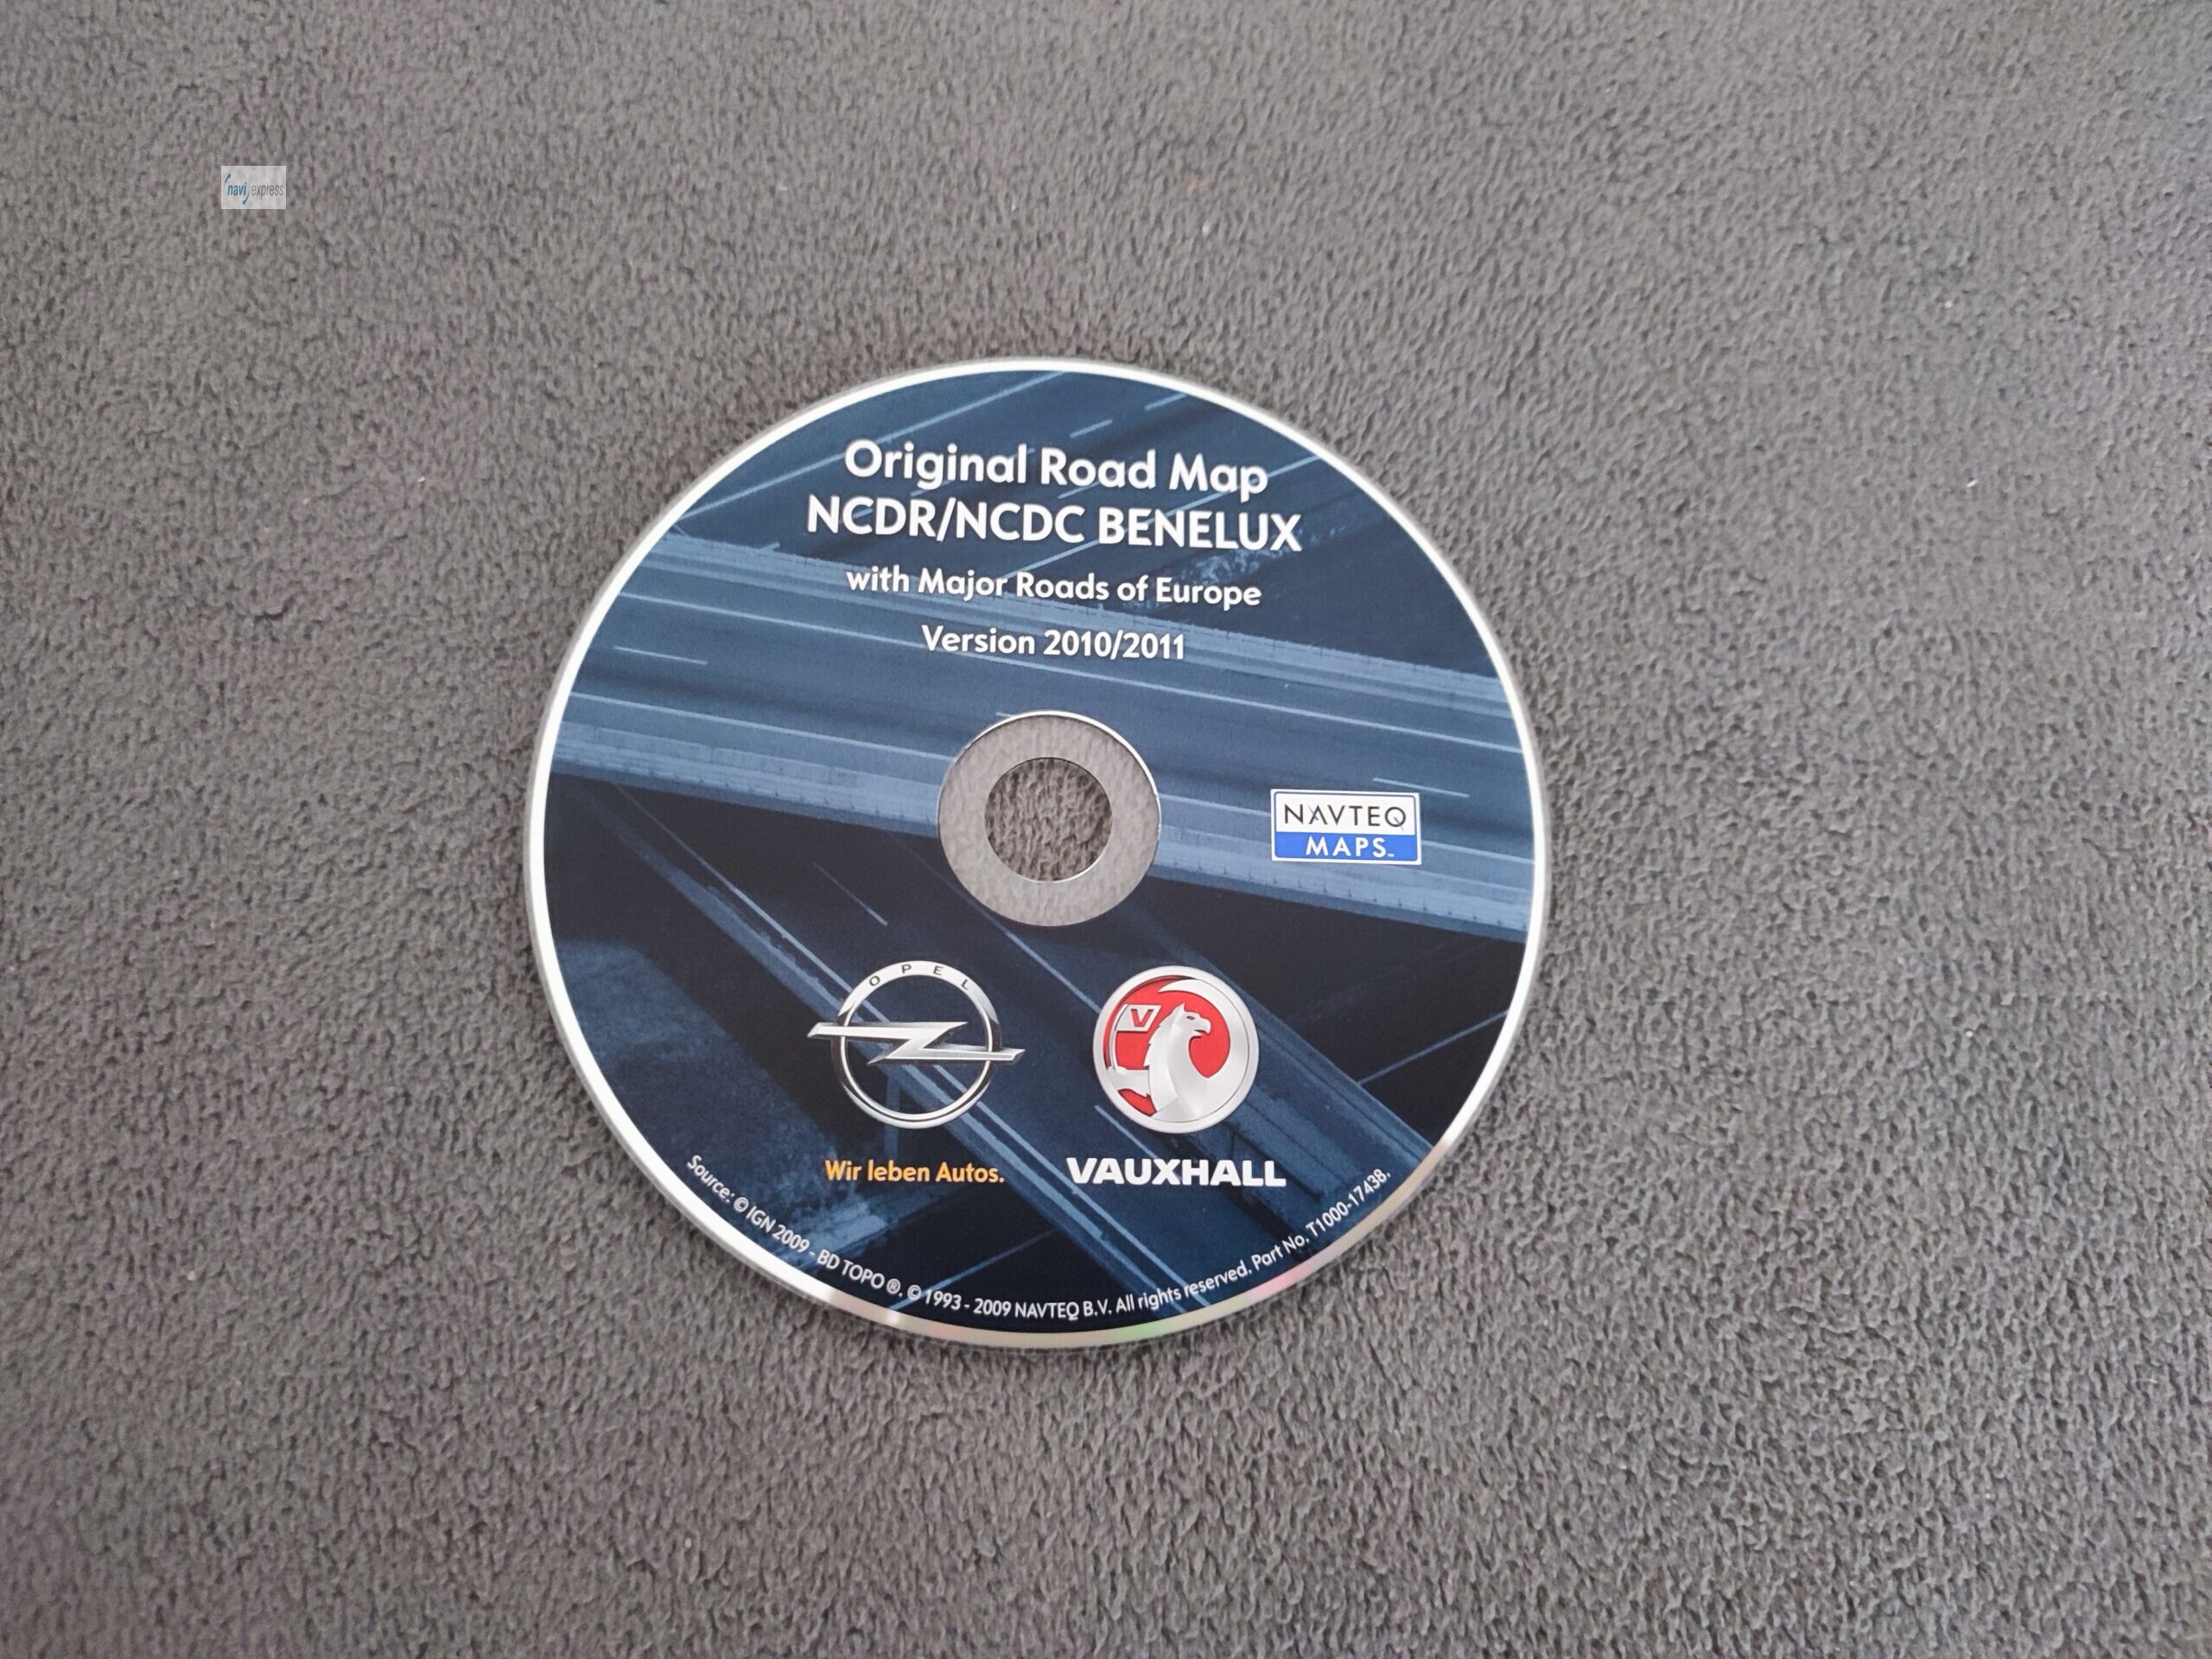 navi express
Original Road Map
NCDR/NCDC BENELUX
with Major Roads of Europe
Version 2010/2011
NAVTEQ
MAPS™
OPEL
V
Wir leben Autos.
VAUXHALL
Source: © IGN 2009 - BD TOPO ®. © 1993 - 2009 NAVTEQ B.V. All rights reserved. Part No. T1000-17438.